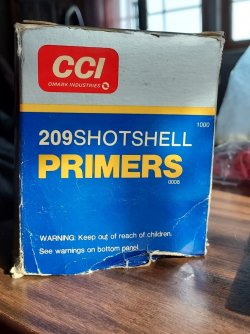 CCI
OMARK INDUSTRIES
1000
209SHOTSHELL
PRIMERS
0008
WARNING: Keep out of reach of children.
See warnings on bottom panel.